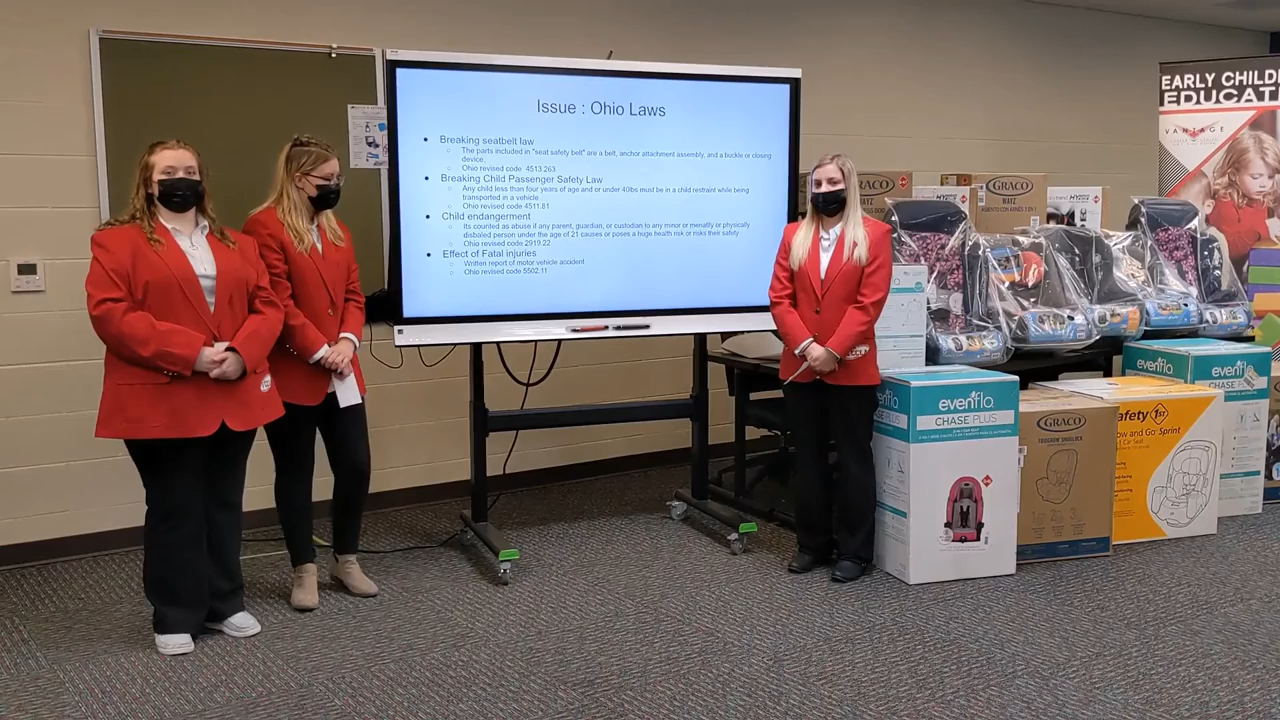 Issue : Ohio Laws
Breaking seatbelt law
The parts included in "seat safety belt" are a belt, anchor attachment assembly, and a buckle or closing
device,
Ohio revised code 4513.263
Breaking Child Passenger Safety Law
Any child less than four years of age and or under 40lbs must be in a child restraint while being
transported in a vehicle
Ohio revised code 4511.81
Child endangerment
Its counted as abuse if any parent, guardian, or custodian to any minor or mentally or physically
disabled person under the age of 21 causes or poses a huge health risk or risks their safety
Ohio revised code 2919.22
Effect of Fatal injuries
Written report of motor vehicle accident
Ohio revised code 5502.11
EARLY CHILD
EDUCAT
VANTAGE
GRACO
GRACO
WAYZ
evenflo
CHASE PLUS
GRACO
afety 1st
ow and Go Sprint
Car Seat
evenflo
CHASE PLUS